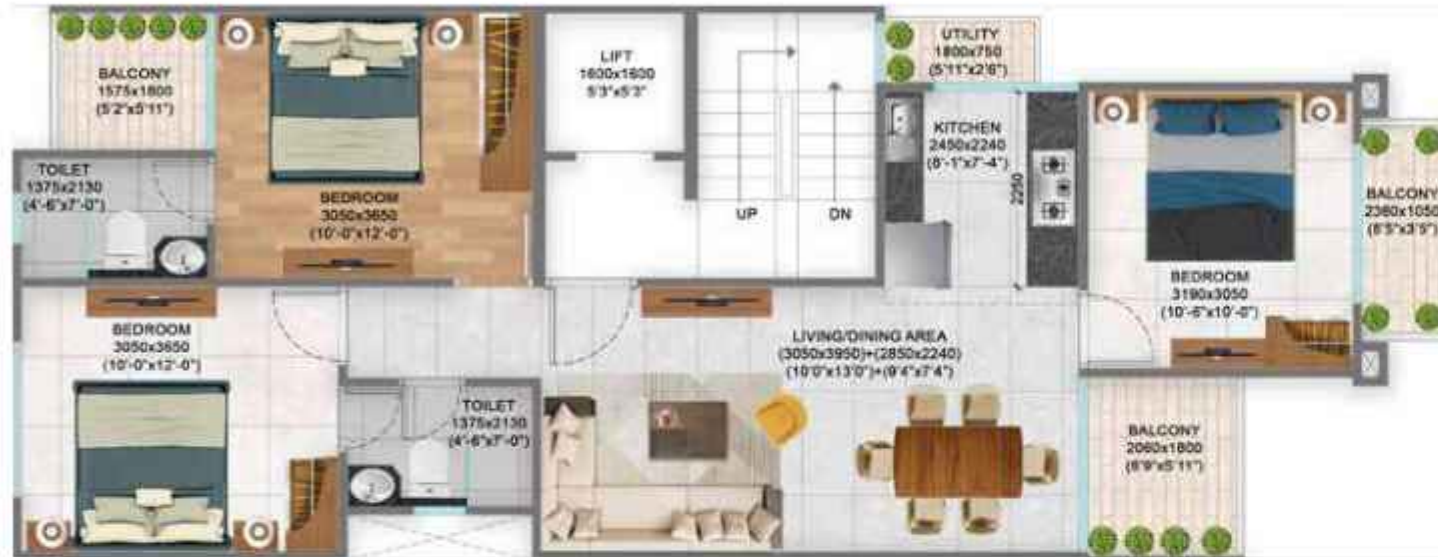 BALCONY
1575x1800
(5'2"x5'11")
TOILET
1375x2130
(4'-6"x7'-0")
BEDROOM
3050x3650
(10'-0"x12'-0")
LIFT
1600x1600
5'3"x5'3"
UP
DN
UTILITY
1800x750
(5'11"x2'6")
KITCHEN
2450x2240
(8'-1"x7'-4")
2250
BEDROOM
3190x3050
(10'-6"x10'-0")
BALCONY
2360x1050
BEDROOM
3050x3650
(10'-0"x12'-0")
TOILET
1375x2130
(4'-6"x7'-0")
LIVING/DINING AREA
(3050x3950)+(2850x2240)
(10'0"x13'0")+(9'4"x7'4")
BALCONY
2060x1800
(6'9"x5'11")